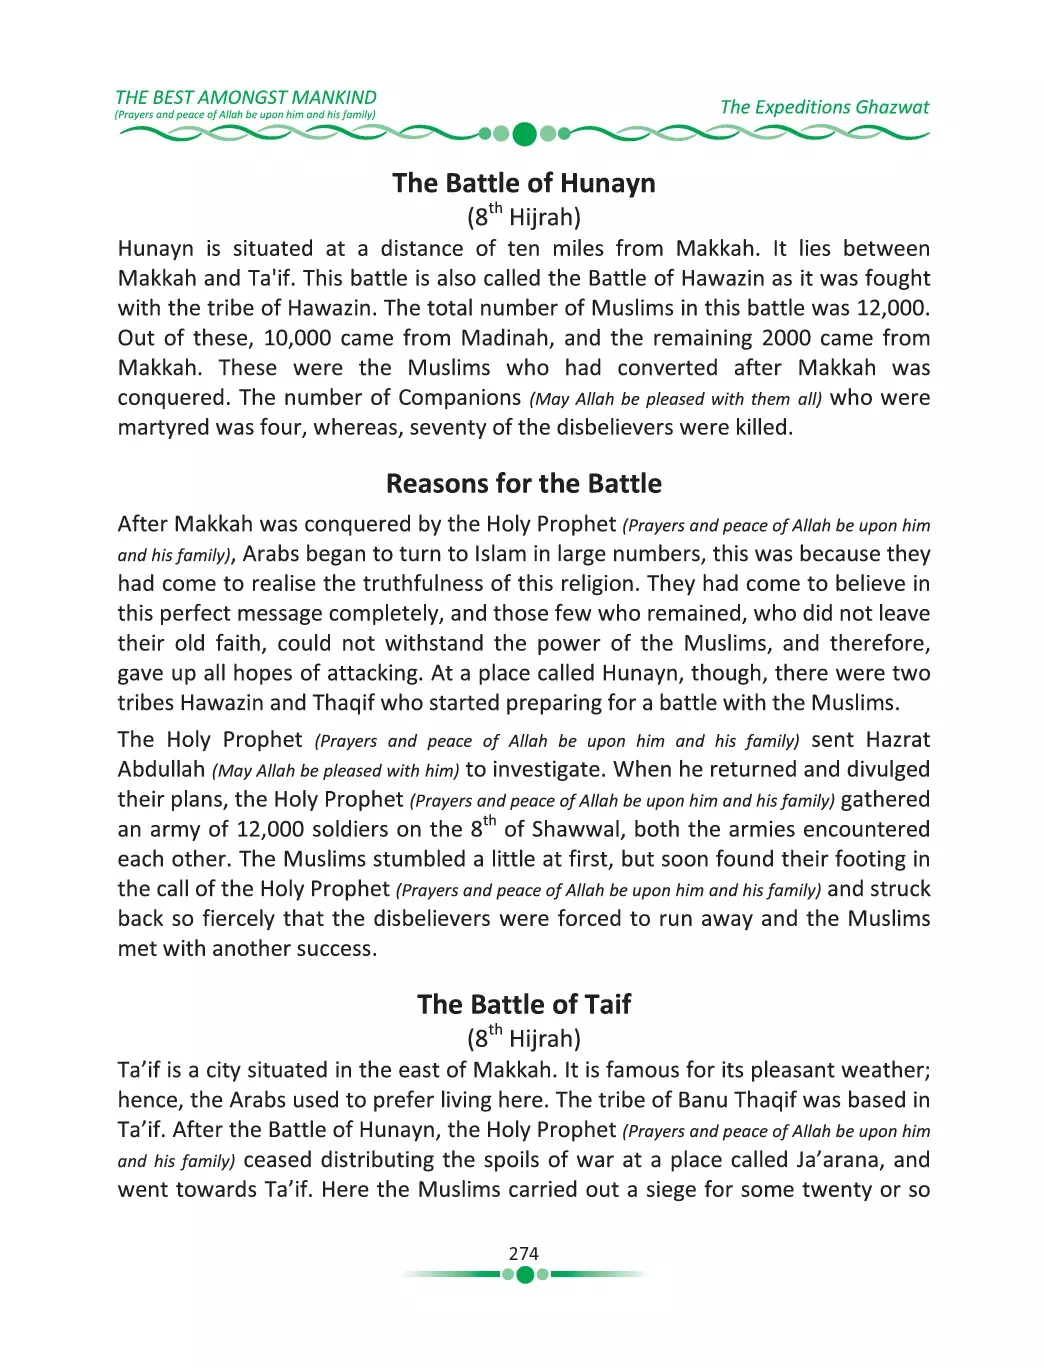 THE BEST AMONGST MANKIND
(Prayers and peace of Allah be upon him and his family)
The Expeditions Ghazwat
The Battle of Hunayn
(8th Hijrah)
Hunayn is situated at a distance of ten miles from Makkah. It lies between
Makkah and Ta'if. This battle is also called the Battle of Hawazin as it was fought
with the tribe of Hawazin. The total number of Muslims in this battle was 12,000.
Out of these, 10,000 came from Madinah, and the remaining 2000 came from
Makkah. These were the Muslims who had converted after Makkah was
conquered. The number of Companions (May Allah be pleased with them all) who were
martyred was four, whereas, seventy of the disbelievers were killed.
Reasons for the Battle
After Makkah was conquered by the Holy Prophet (Prayers and peace of Allah be upon him
and his family), Arabs began to turn to Islam in large numbers, this was because they
had come to realise the truthfulness of this religion. They had come to believe in
this perfect message completely, and those few who remained, who did not leave
their old faith, could not withstand the power of the Muslims, and therefore,
gave up all hopes of attacking. At a place called Hunayn, though, there were two
tribes Hawazin and Thaqif who started preparing for a battle with the Muslims.
The Holy Prophet (Prayers and peace of Allah be upon him and his family) sent Hazrat
Abdullah (May Allah be pleased with him) to investigate. When he returned and divulged
their plans, the Holy Prophet (Prayers and peace of Allah be upon him and his family) gathered
an army of 12,000 soldiers on the 8th of Shawwal, both the armies encountered
each other. The Muslims stumbled a little at first, but soon found their footing in
the call of the Holy Prophet (Prayers and peace of Allah be upon him and his family) and struck
back so fiercely that the disbelievers were forced to run away and the Muslims
met with another success.
The Battle of Taif
(8th Hijrah)
Ta’if is a city situated in the east of Makkah. It is famous for its pleasant weather;
hence, the Arabs used to prefer living here. The tribe of Banu Thaqif was based in
Ta’if. After the Battle of Hunayn, the Holy Prophet (Prayers and peace of Allah be upon him
and his family) ceased distributing the spoils of war at a place called Ja’arana, and
went towards Ta’if. Here the Muslims carried out a siege for some twenty or so
274